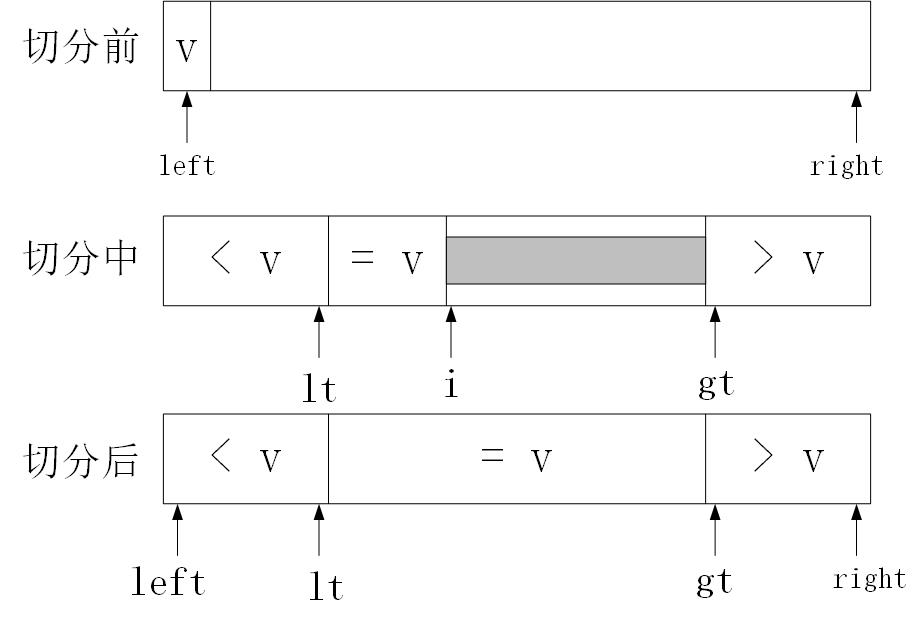 切分前 v
left right
切分中 < v = v > v
lt i gt
切分后 < v = v > v
left lt gt right